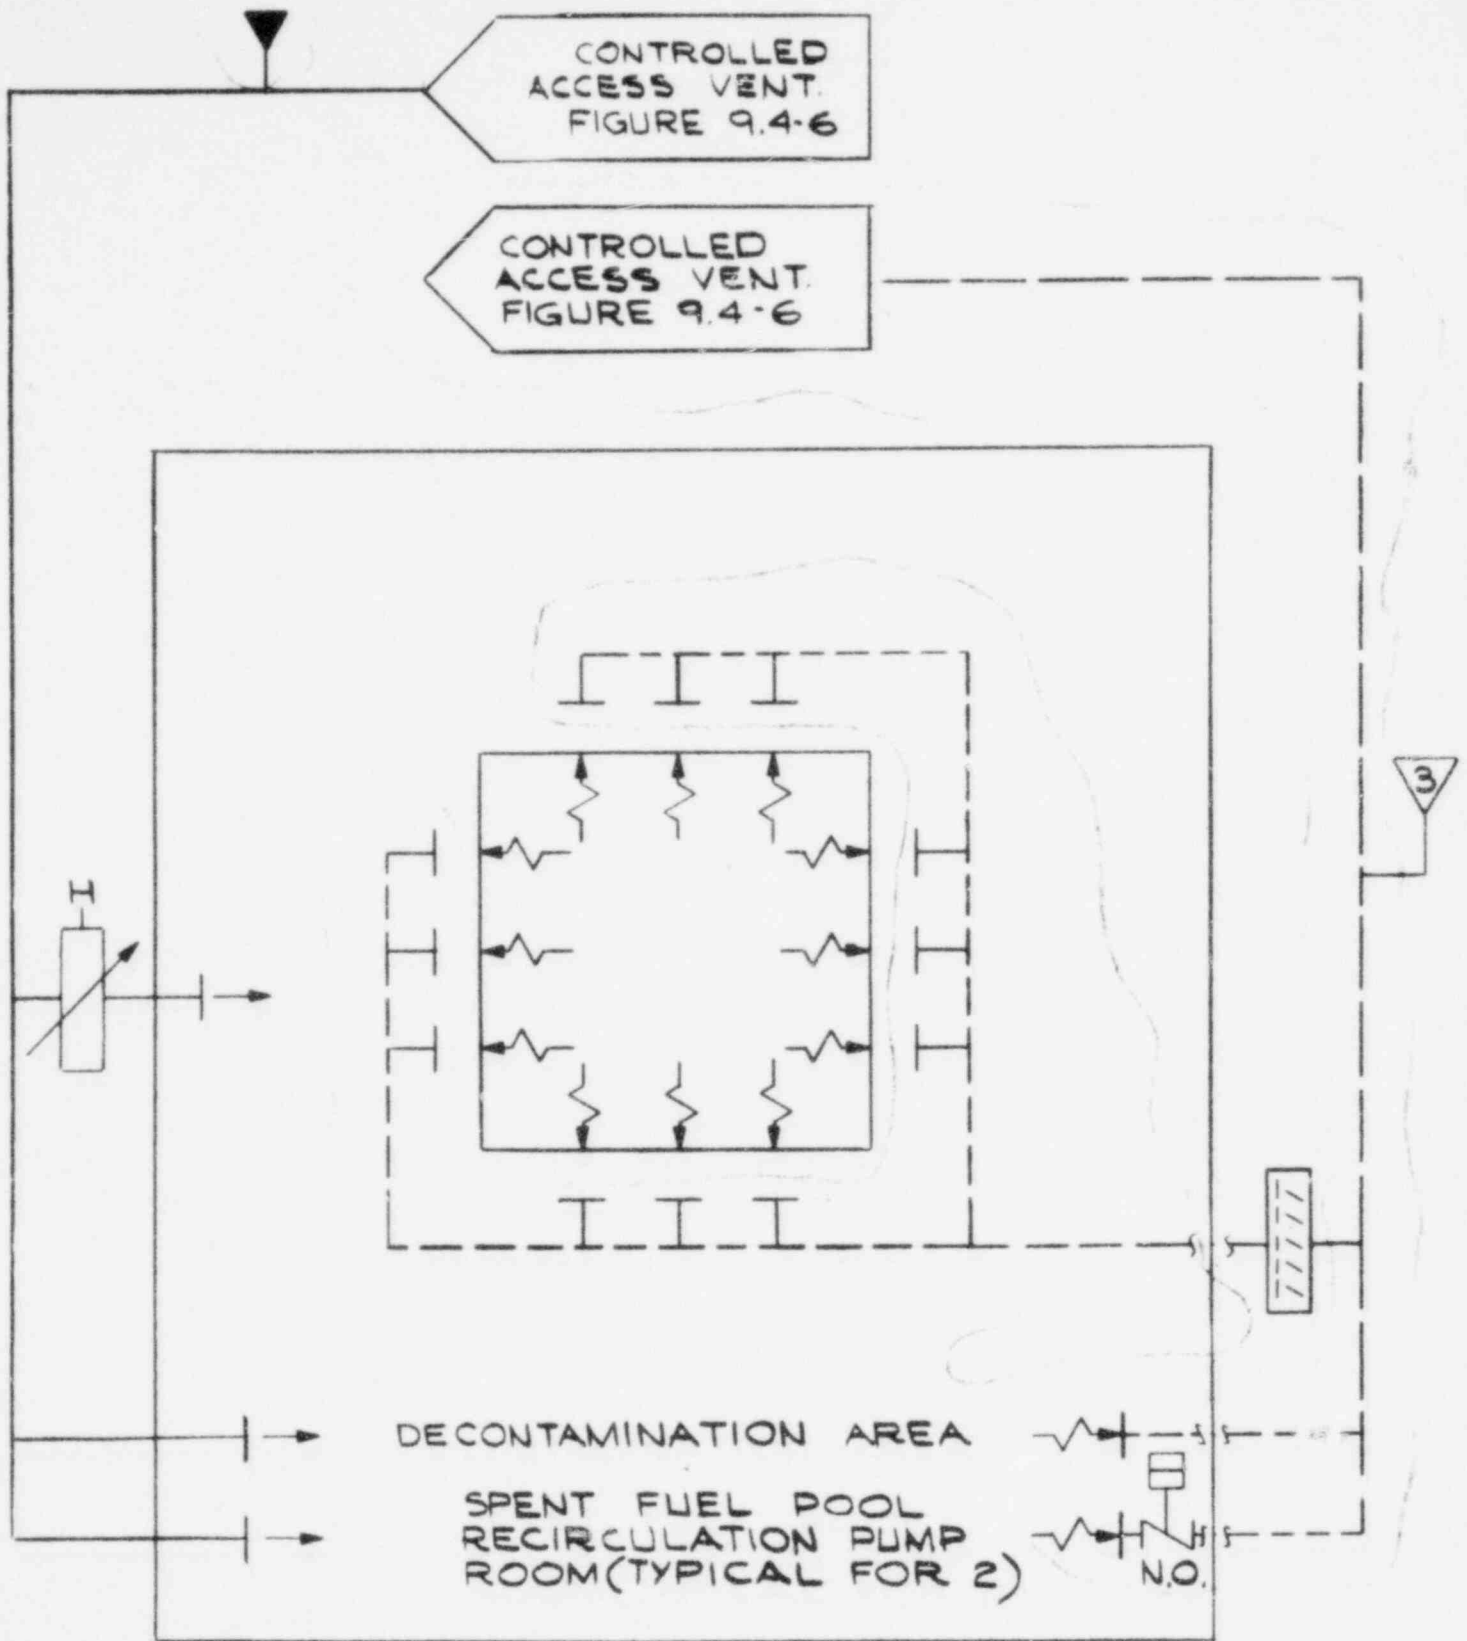 CONTROLLED
ACCESS VENT.
FIGURE 9.4-6
CONTROLLED
ACCESS VENT.
FIGURE 9.4-6
3
H
DECONTAMINATION AREA
SPENT FUEL POOL
RECIRCULATION PUMP
ROOM (TYPICAL FOR 2)
N.O.